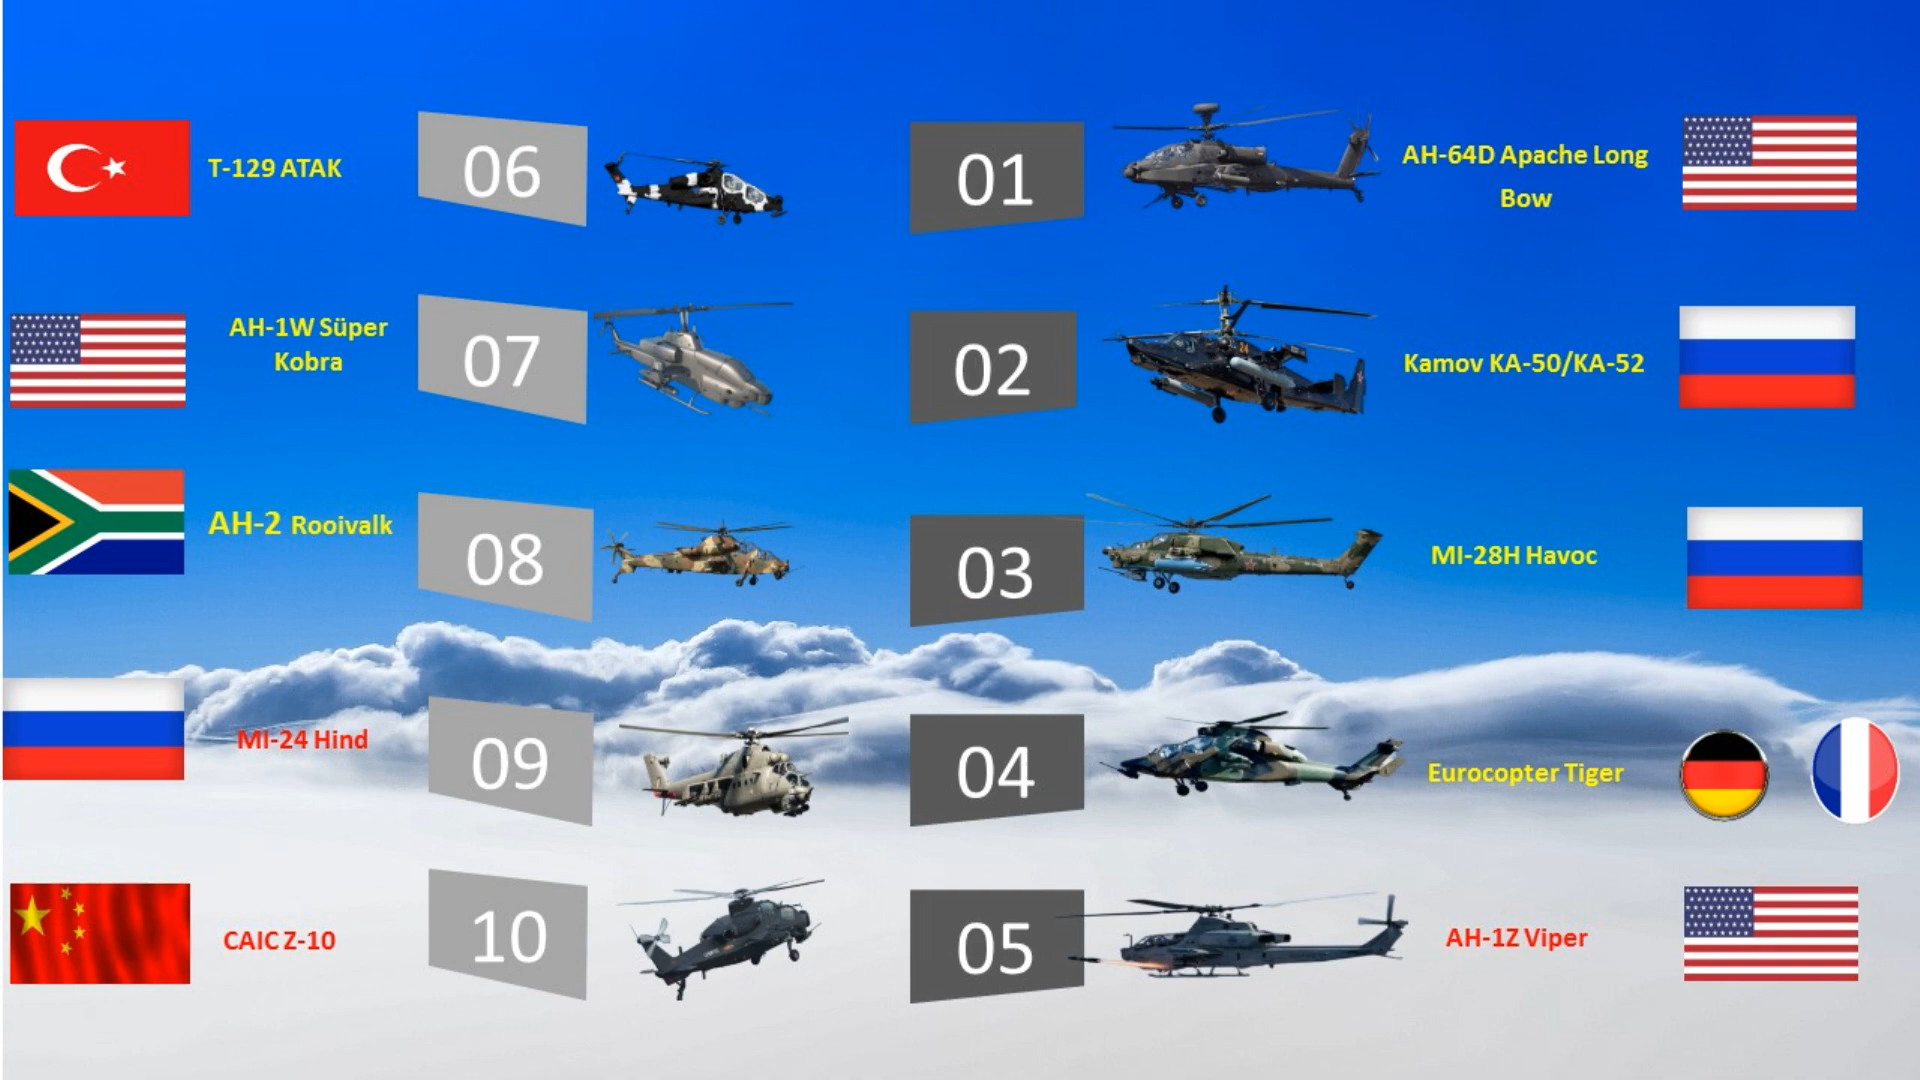 T-129 ATAK
06
01
AH-64D Apache Long
Bow
AH-1W Süper
Kobra
07
02
Kamov KA-50/KA-52
AH-2 Rooivalk
08
03
MI-28H Havoc
MI-24 Hind
09
04
Eurocopter Tiger
CAIC Z-10
10
05
AH-1Z Viper